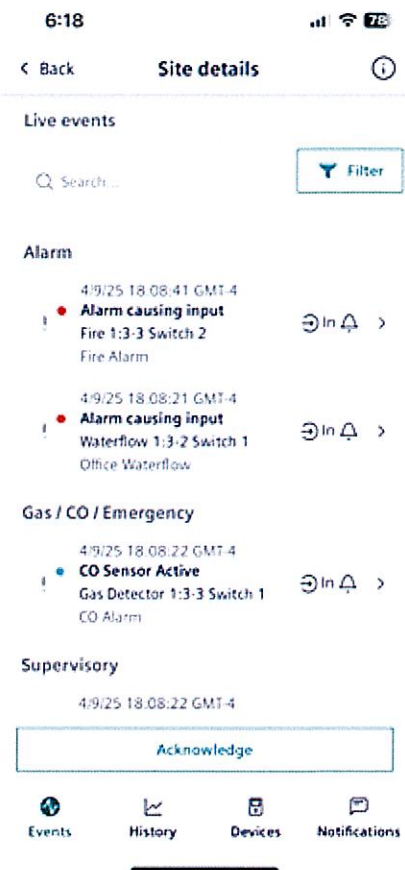 6:18
78
Back
Site details
Live events
Search...
Filter
Alarm
4/9/25 18:08:41 GMT-4
Alarm causing input
Fire 1:3-3 Switch 2
Fire Alarm
In
4/9/25 18:08:21 GMT-4
Alarm causing input
Waterflow 1:3-2 Switch 1
Office Waterflow
In
Gas / CO / Emergency
4/9/25 18:08:22 GMT-4
CO Sensor Active
Gas Detector 1:3-3 Switch 1
CO Alarm
In
Supervisory
4/9/25 18:08:22 GMT-4
Acknowledge
Events
History
Devices
Notifications